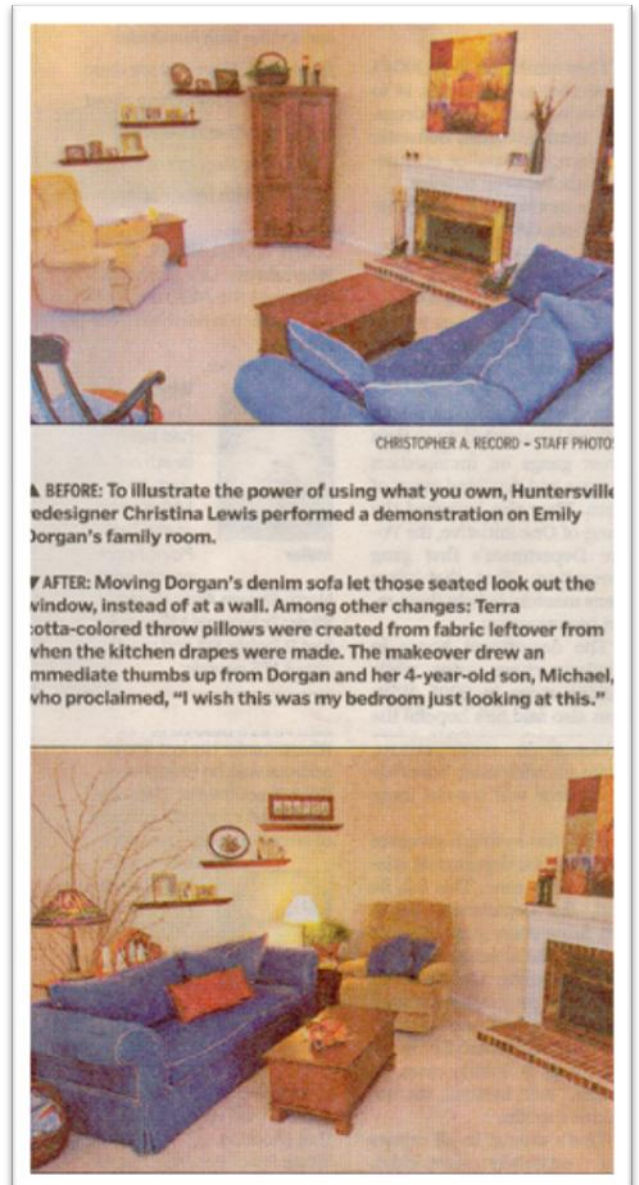 CHRISTOPHER A. RECORD – STAFF PHOTOS
▲ BEFORE: To illustrate the power of using what you own, Huntersville
redesigner Christina Lewis performed a demonstration on Emily
Dorgan's family room.
▼ AFTER: Moving Dorgan's denim sofa let those seated look out the
window, instead of at a wall. Among other changes: Terra
cotta-colored throw pillows were created from fabric leftover from
when the kitchen drapes were made. The makeover drew an
immediate thumbs up from Dorgan and her 4-year-old son, Michael,
who proclaimed, “I wish this was my bedroom just looking at this.”